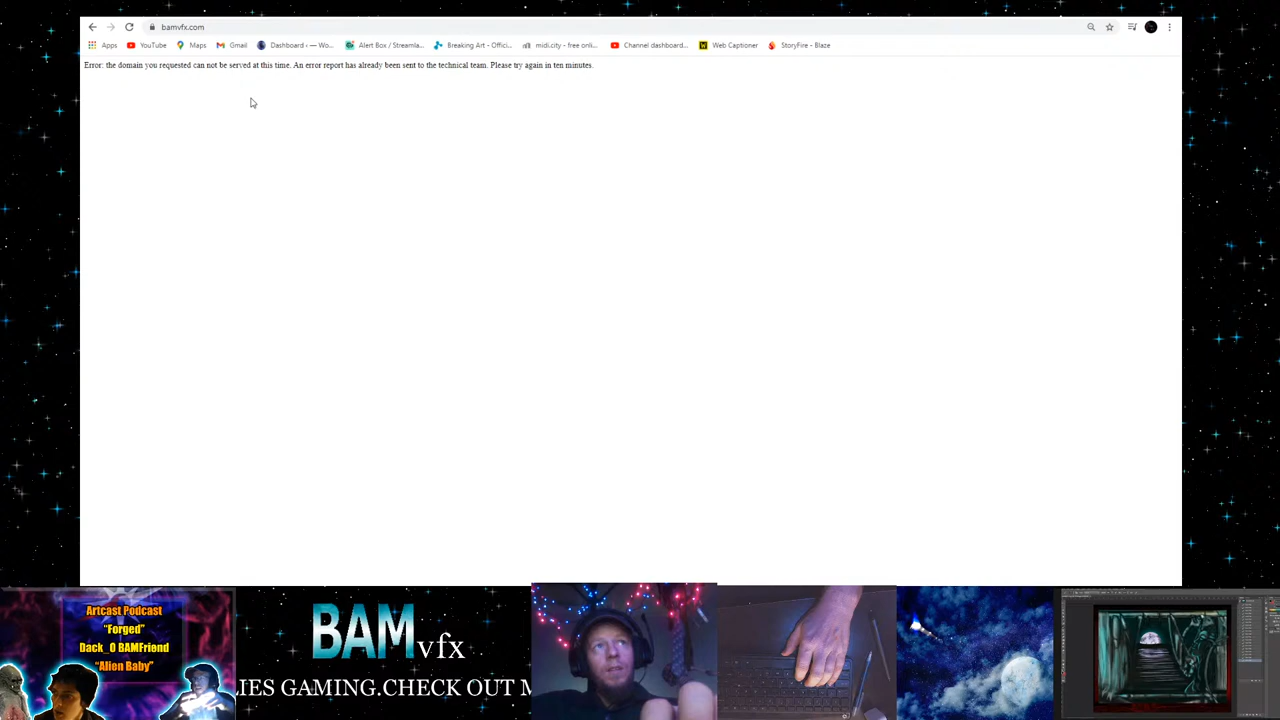 bamvfx.com
Apps YouTube Maps Gmail Dashboard ‹ — Wo... Alert Box / Streamla... Breaking Art - Offici... midi.city - free onli... Channel dashboard... Web Captioner StoryFire - Blaze
Error: the domain you requested can not be served at this time. An error report has already been sent to the technical team. Please try again in ten minutes.
Artcast Podcast
“Forged”
Dack_O BAMFriend
“Alien Baby”
BAMvfx
IES GAMING.CHECK OUT M